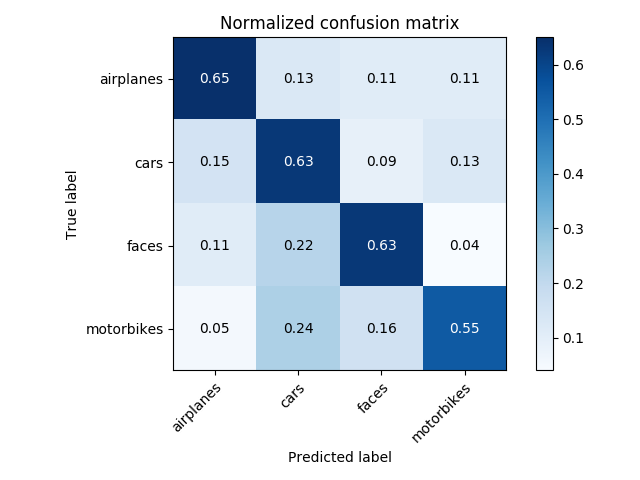 Normalized confusion matrix
True label
airplanes 0.65 0.13 0.11 0.11
cars 0.15 0.63 0.09 0.13
faces 0.11 0.22 0.63 0.04
motorbikes 0.05 0.24 0.16 0.55
airplanes cars faces motorbikes
Predicted label
0.6
0.5
0.4
0.3
0.2
0.1